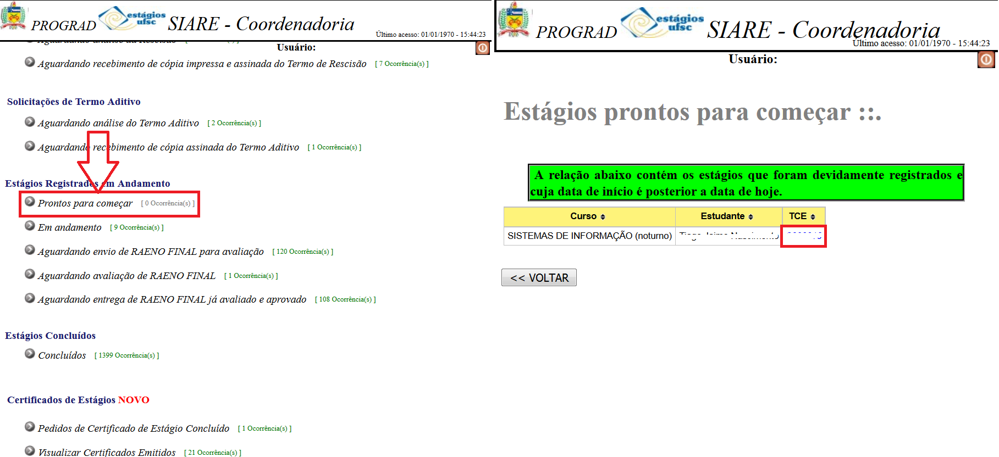 PROGRAD estágios ufsc SIARE - Coordenadoria
Último acesso: 01/01/1970 - 15:44:23
Usuário:
Aguardando recebimento de cópia impressa e assinada do Termo de Rescisão [ 7 Ocorrência(s) ]
Solicitações de Termo Aditivo
Aguardando análise do Termo Aditivo [ 2 Ocorrência(s) ]
Aguardando recebimento de cópia assinada do Termo Aditivo [ 1 Ocorrência(s) ]
Estágios Registrados em Andamento
Prontos para começar [ 0 Ocorrência(s) ]
Em andamento [ 9 Ocorrência(s) ]
Aguardando envio de RAENO FINAL para avaliação [ 120 Ocorrência(s) ]
Aguardando avaliação de RAENO FINAL [ 1 Ocorrência(s) ]
Aguardando entrega de RAENO FINAL já avaliado e aprovado [ 108 Ocorrência(s) ]
Estágios Concluídos
Concluídos [ 1399 Ocorrência(s) ]
Certificados de Estágios NOVO
Pedidos de Certificado de Estágio Concluído [ 1 Ocorrência(s) ]
Visualizar Certificados Emitidos [ 21 Ocorrência(s) ]
PROGRAD estágios ufsc SIARE - Coordenadoria
Último acesso: 01/01/1970 - 15:44:23
Usuário:
Estágios prontos para começar ::.
A relação abaixo contém os estágios que foram devidamente registrados e
cuja data de início é posterior a data de hoje.
Curso Estudante TCE
SISTEMAS DE INFORMAÇÃO (noturno)
<< VOLTAR